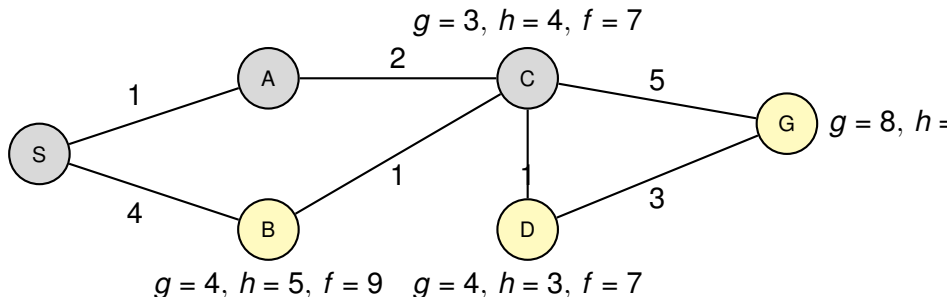 g = 3, h = 4, f = 7
A
2
C
1
5
G
g = 8, h =
S
1
1
4
3
B
D
g = 4, h = 5, f = 9
g = 4, h = 3, f = 7